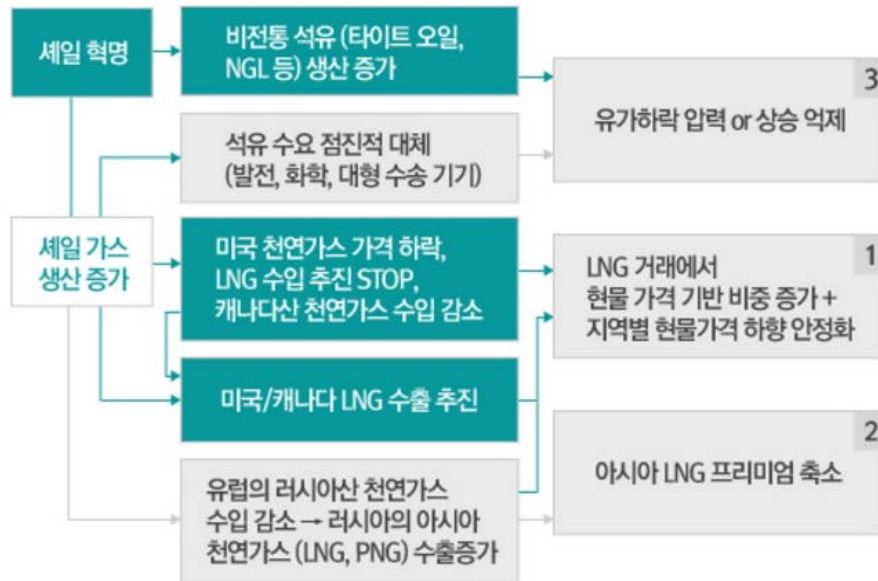 셰일 혁명
비전통 석유 (타이트 오일,
NGL 등) 생산 증가
3
유가하락 압력 or 상승 억제
석유 수요 점진적 대체
(발전, 화학, 대형 수송 기기)
셰일 가스
생산 증가
미국 천연가스 가격 하락,
LNG 수입 추진 STOP,
캐나다산 천연가스 수입 감소
1
LNG 거래에서
현물 가격 기반 비중 증가 +
지역별 현물가격 하향 안정화
미국/캐나다 LNG 수출 추진
2
아시아 LNG 프리미엄 축소
유럽의 러시아산 천연가스
수입 감소 → 러시아의 아시아
천연가스 (LNG, PNG) 수출증가